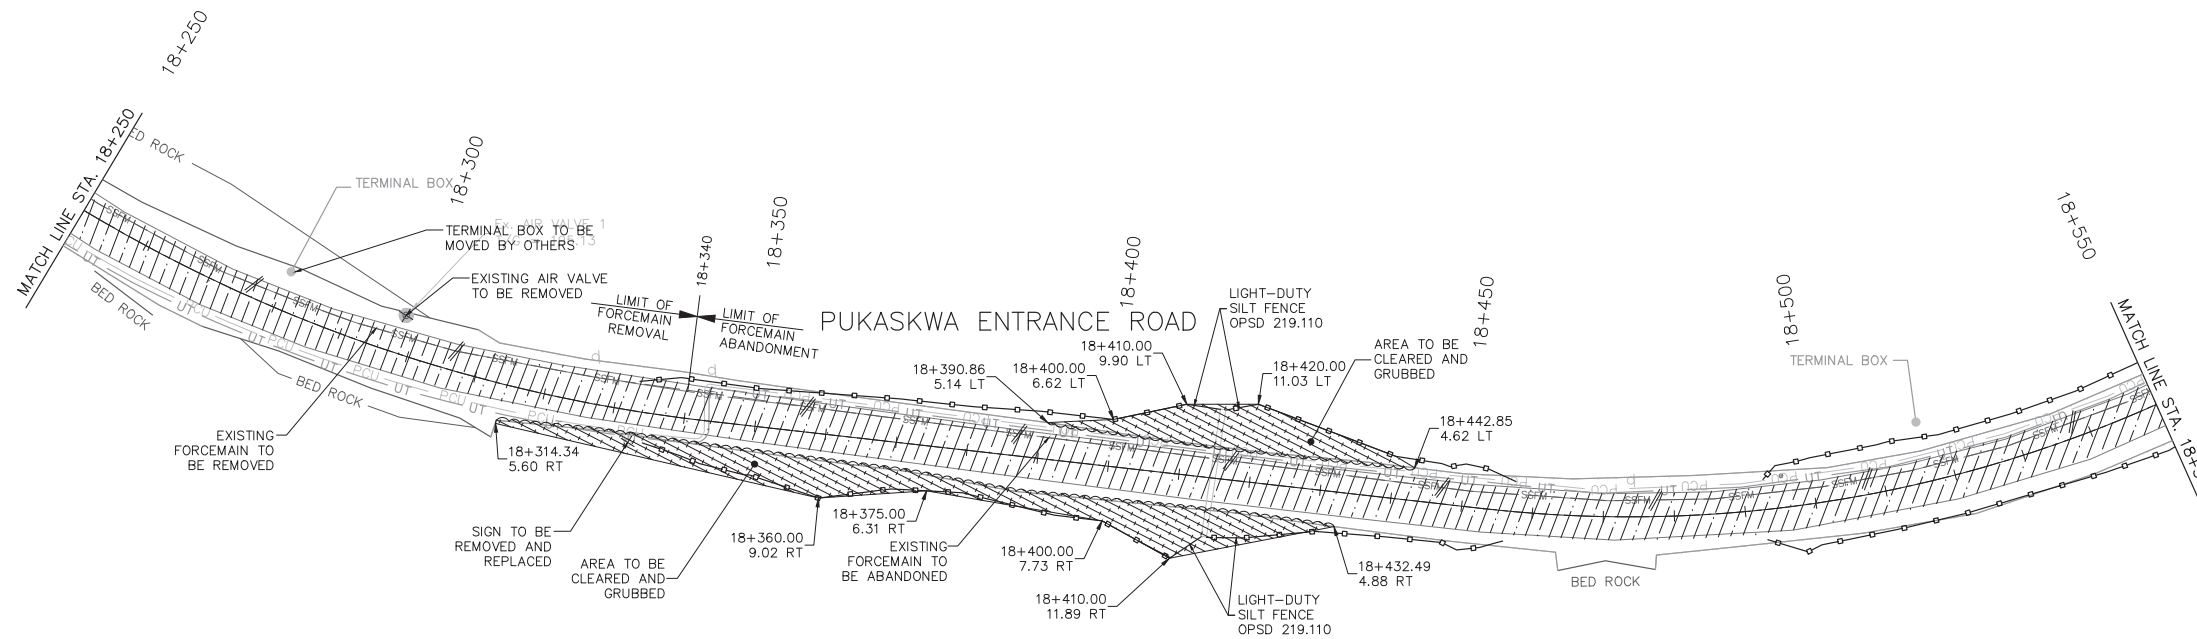 18+250
18+300
18+350
18+400
18+450
18+500
18+550
MATCH LINE STA. 18+250
BED ROCK
TERMINAL BOX
Ex. AIR VALVE 1
TERMINAL BOX TO BE
MOVED BY OTHERS
EXISTING AIR VALVE
TO BE REMOVED
LIMIT OF
FORCEMAIN
REMOVAL
18+340
LIMIT OF
FORCEMAIN
ABANDONMENT
PUKASKWA ENTRANCE ROAD
18+390.86
5.14 LT
18+400.00
6.62 LT
18+410.00
9.90 LT
LIGHT-DUTY
SILT FENCE
OPSD 219.110
18+420.00
11.03 LT
AREA TO BE
CLEARED AND
GRUBBED
18+442.85
4.62 LT
TERMINAL BOX
MATCH LINE STA. 18+5
BED ROCK
BED ROCK
EXISTING
FORCEMAIN TO
BE REMOVED
18+314.34
5.60 RT
SIGN TO BE
REMOVED AND
REPLACED
AREA TO BE
CLEARED AND
GRUBBED
18+360.00
9.02 RT
18+375.00
6.31 RT
EXISTING
FORCEMAIN TO
BE ABANDONED
18+400.00
7.73 RT
18+410.00
11.89 RT
LIGHT-DUTY
SILT FENCE
OPSD 219.110
18+432.49
4.88 RT
BED ROCK